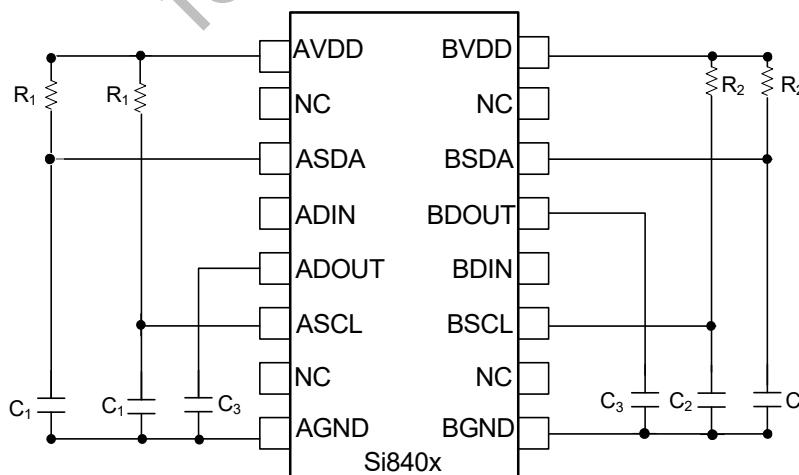 AVDD
BVDD
R1
R1
R2
R2
NC
NC
ASDA
BSDA
ADIN
BDOUT
ADOUT
BDIN
ASCL
BSCL
NC
NC
C1
C1
C3
C3
C2
C
AGND
BGND
Si840x